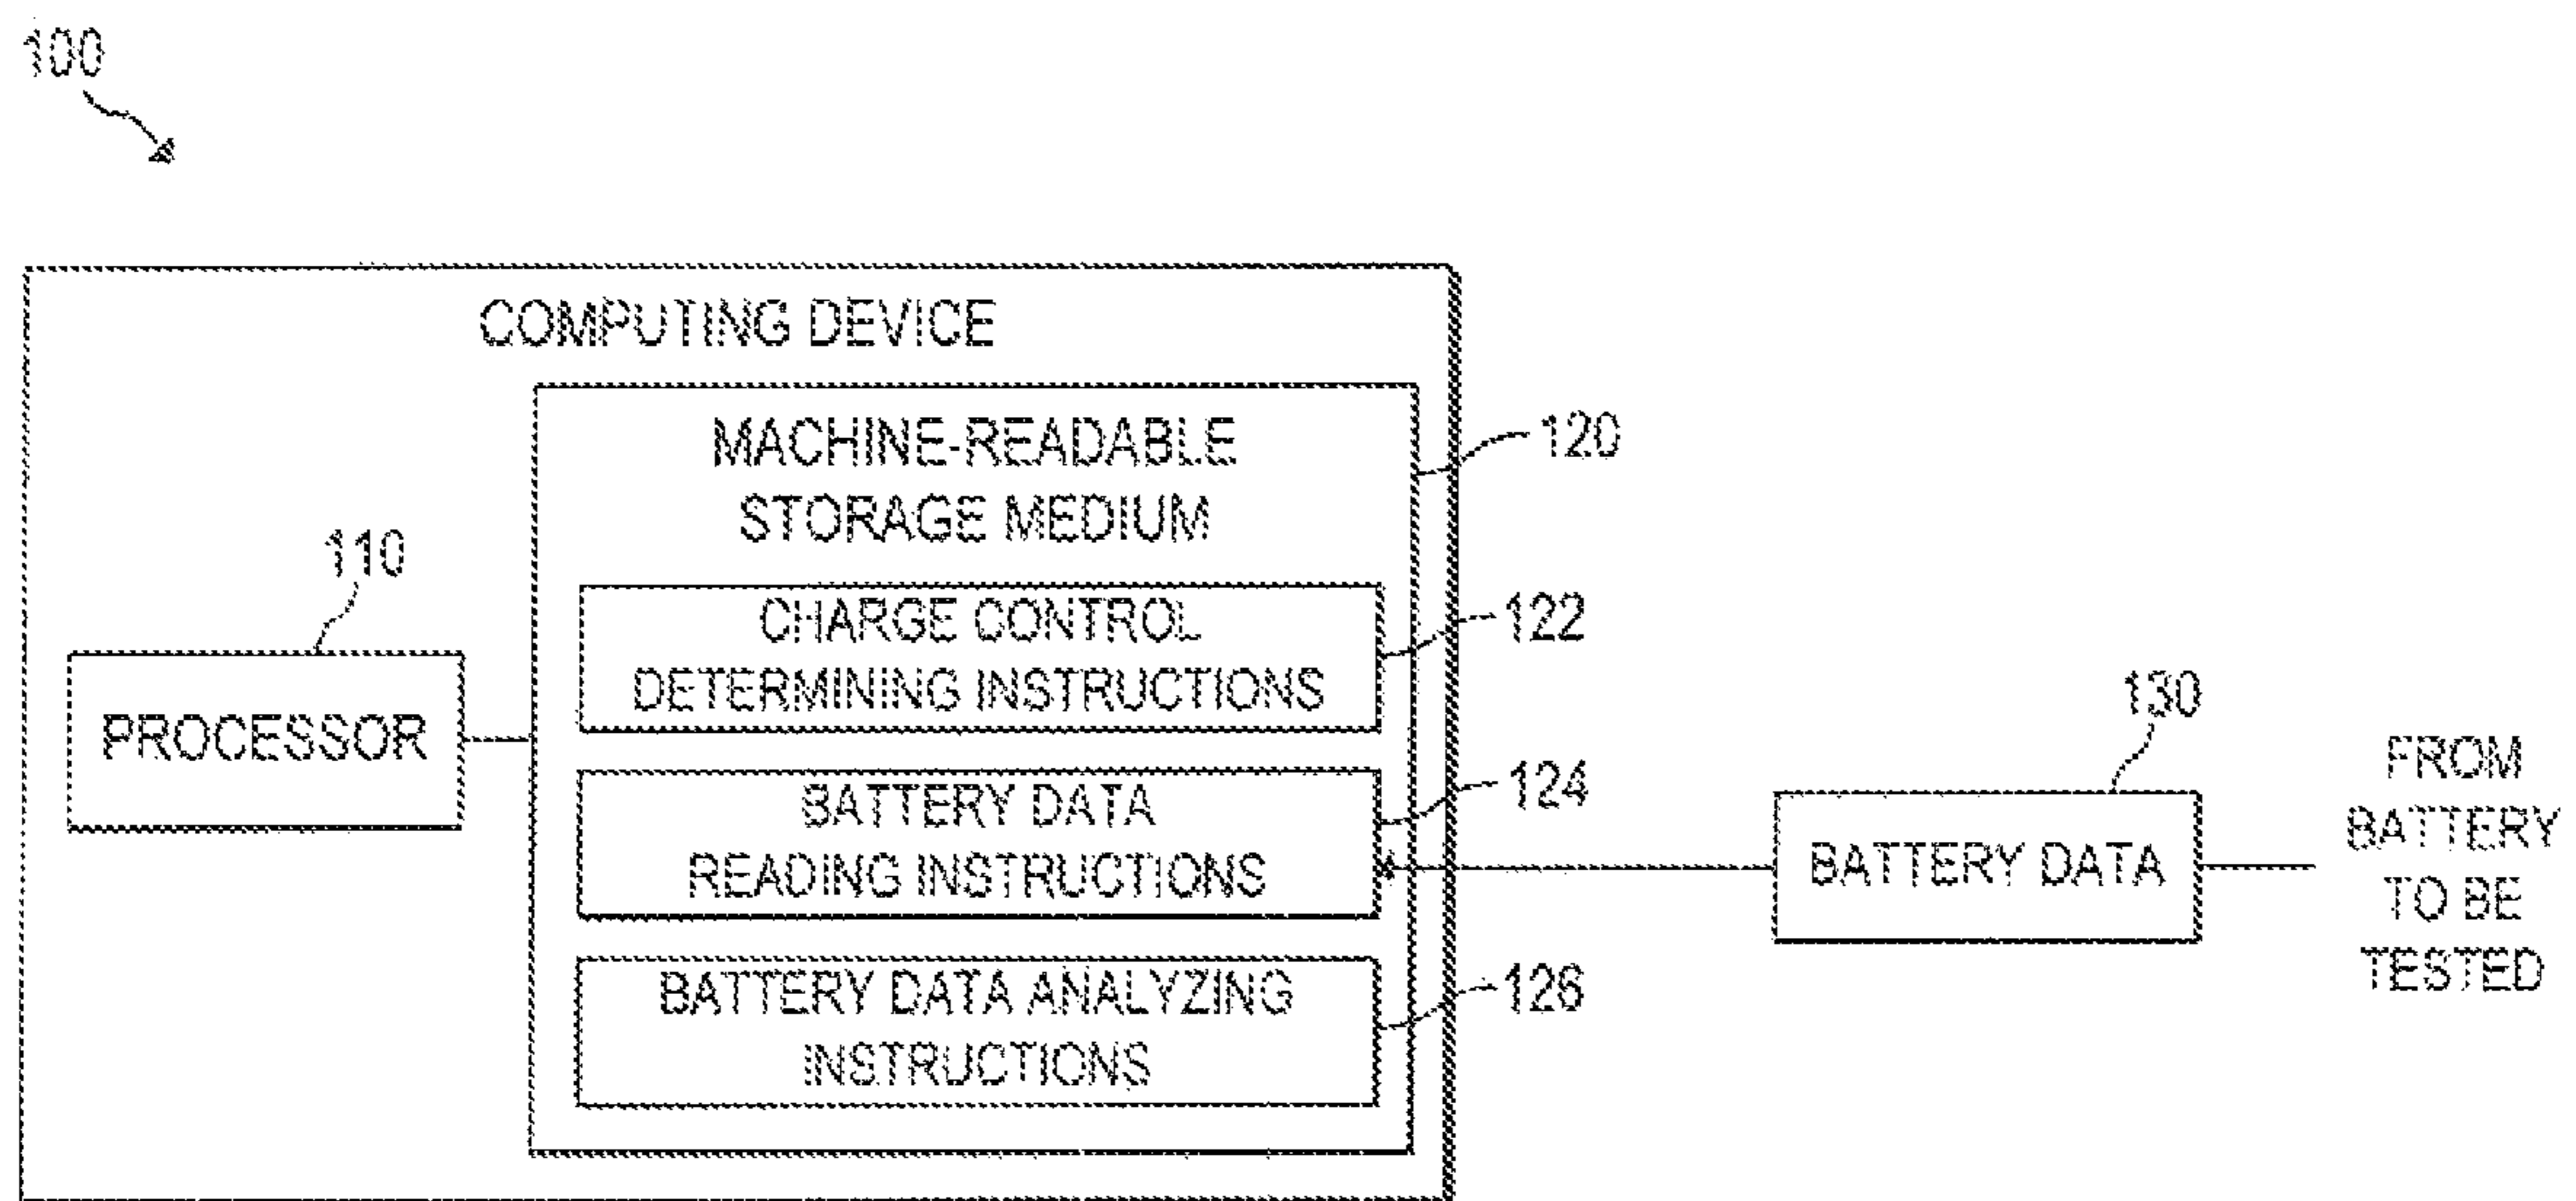 100
COMPUTING DEVICE
MACHINE-READABLE
STORAGE MEDIUM
120
110
PROCESSOR
CHARGE CONTROL
DETERMINING INSTRUCTIONS
122
BATTERY DATA
READING INSTRUCTIONS
124
BATTERY DATA ANALYZING
INSTRUCTIONS
126
130
BATTERY DATA
FROM
BATTERY
TO BE
TESTED